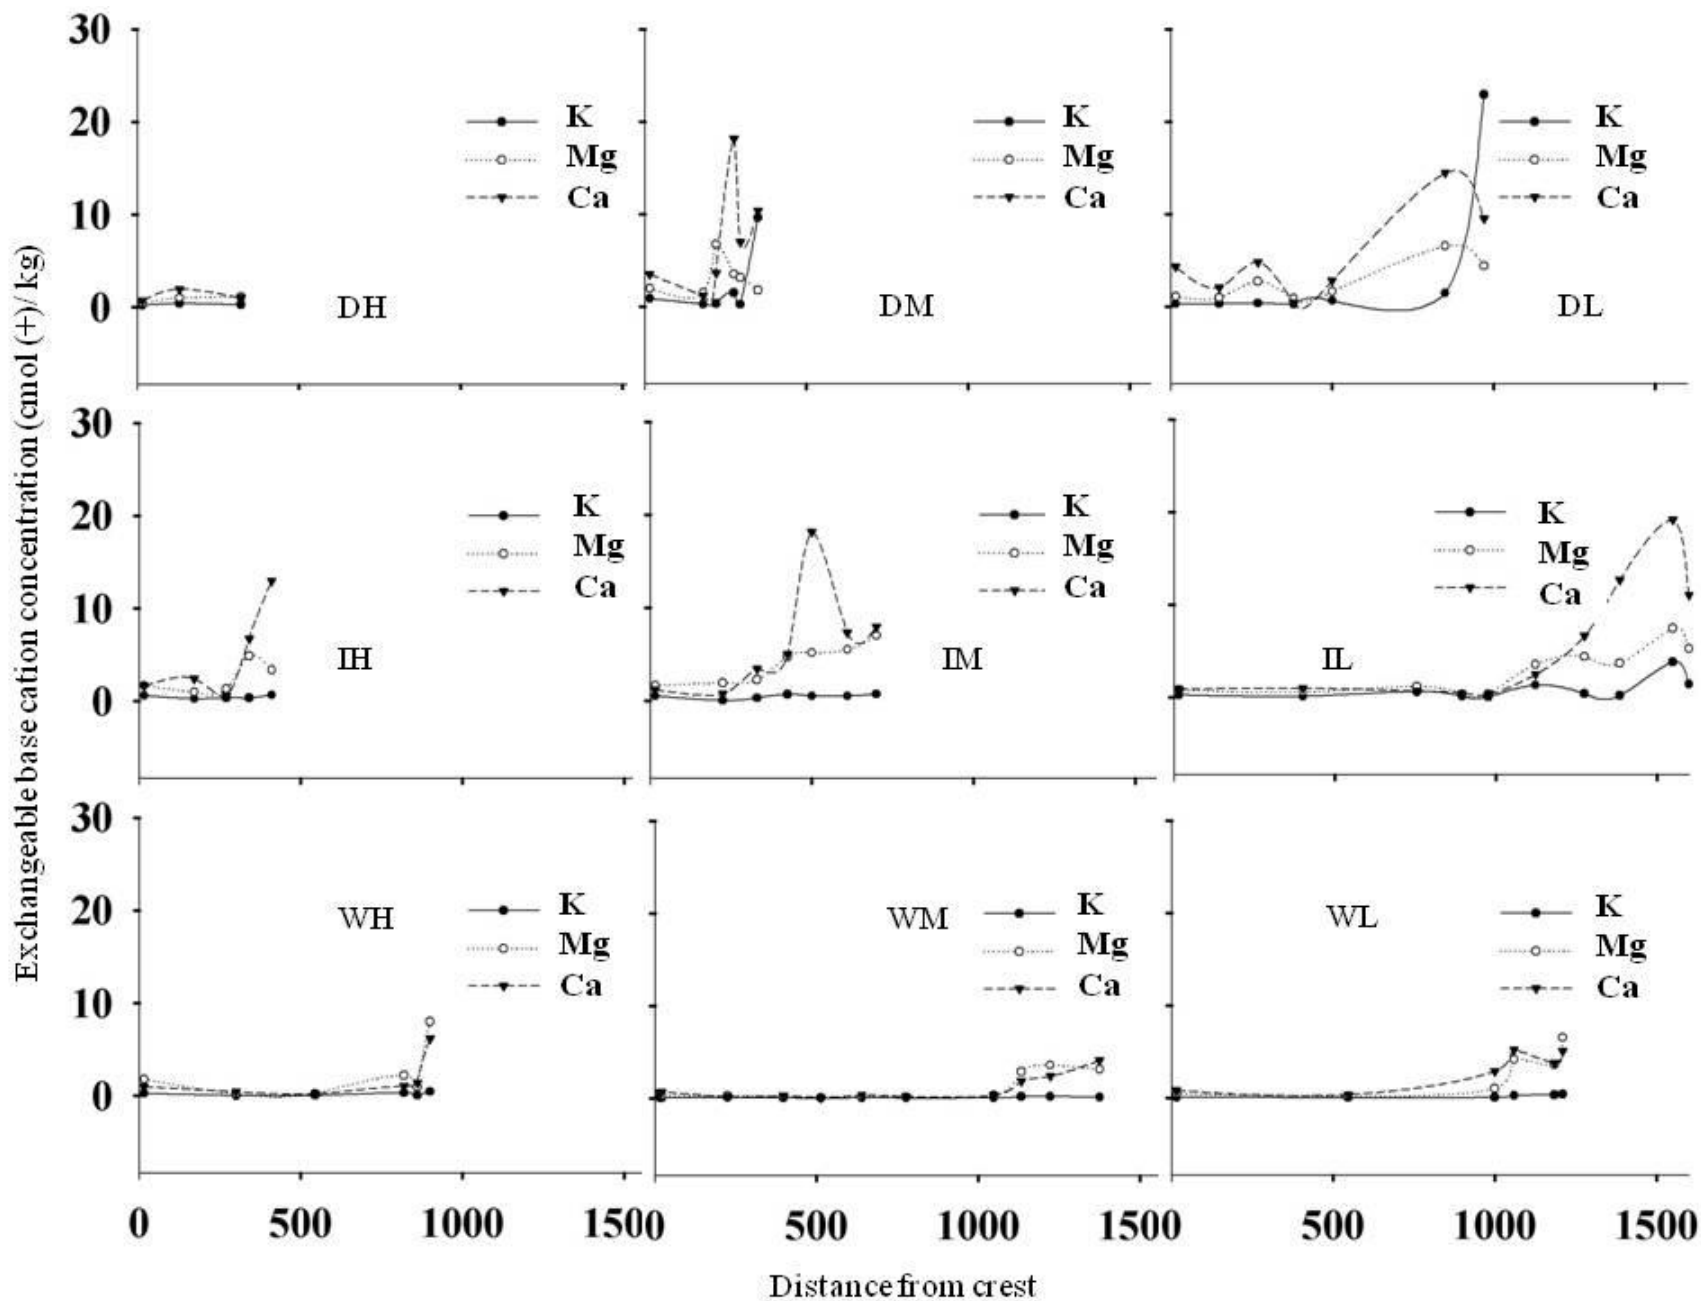 Exchangeable base cation concentration (cmol (+)/ kg)
30
20
10
0
K
Mg
Ca
DH
K
Mg
Ca
DM
K
Mg
Ca
DL
30
20
10
0
K
Mg
Ca
IH
K
Mg
Ca
IM
K
Mg
Ca
IL
30
20
10
0
WH
K
Mg
Ca
WM
K
Mg
Ca
WL
K
Mg
Ca
0 500 1000 1500 500 1000 1500 500 1000 1500
Distance from crest